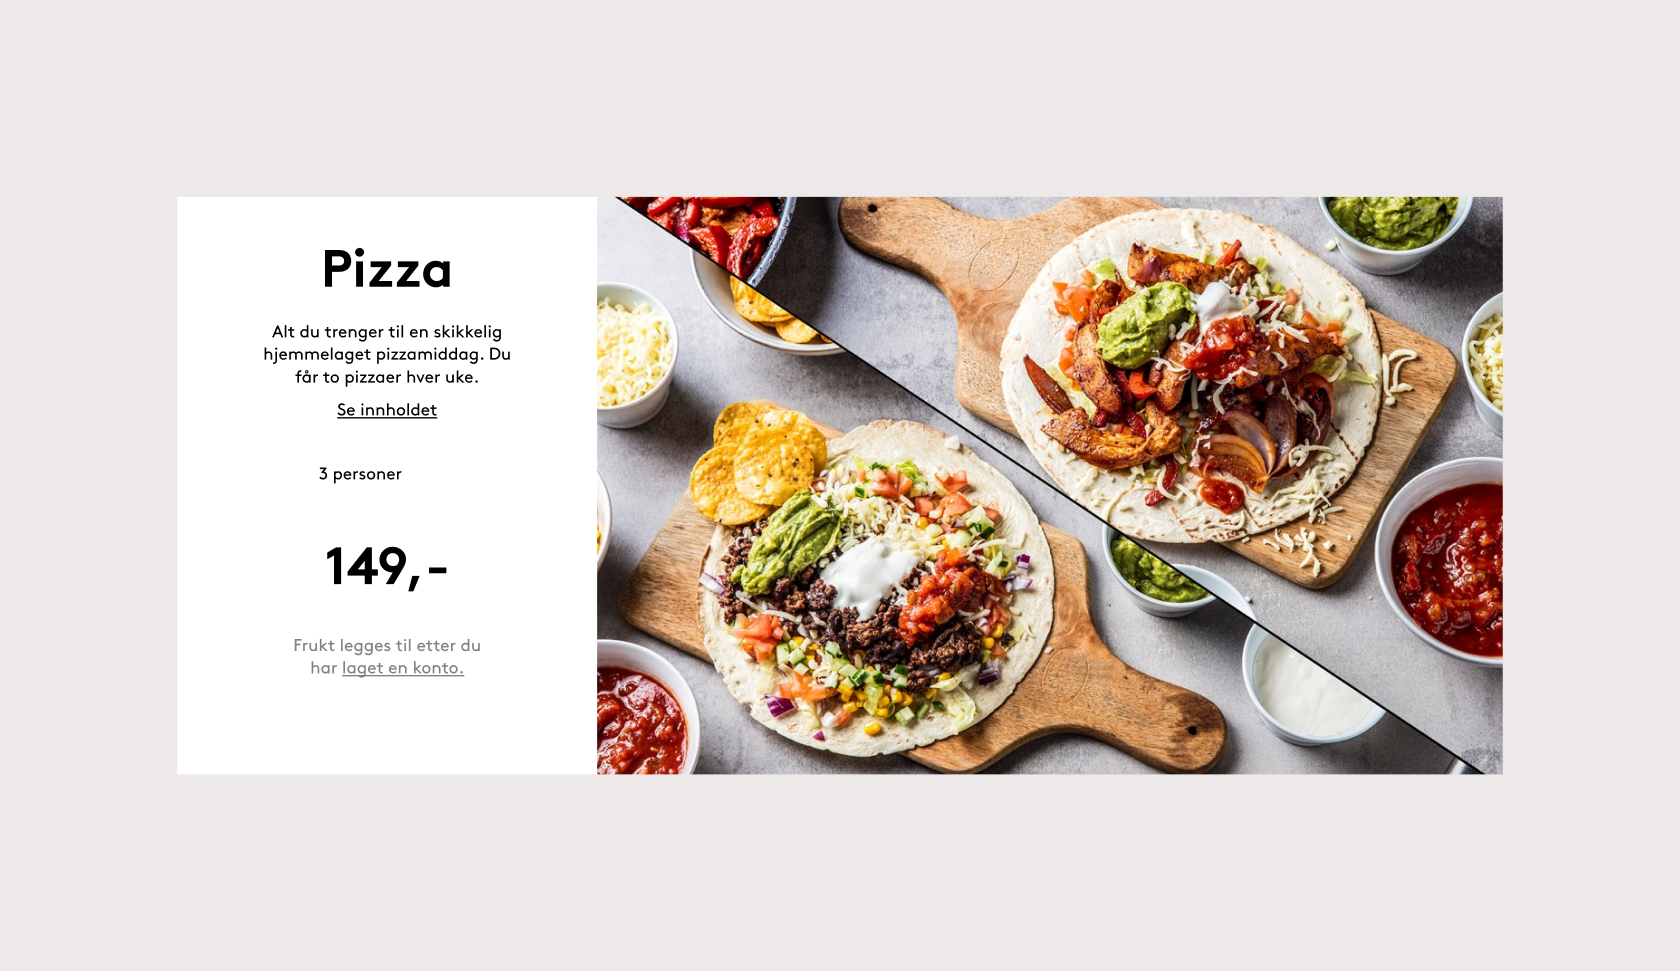 Pizza
Alt du trenger til en skikkelig
hjemmelaget pizzamiddag. Du
får to pizzaer hver uke.
Se innholdet
3 personer
149,-
Frukt legges til etter du
har laget en konto.